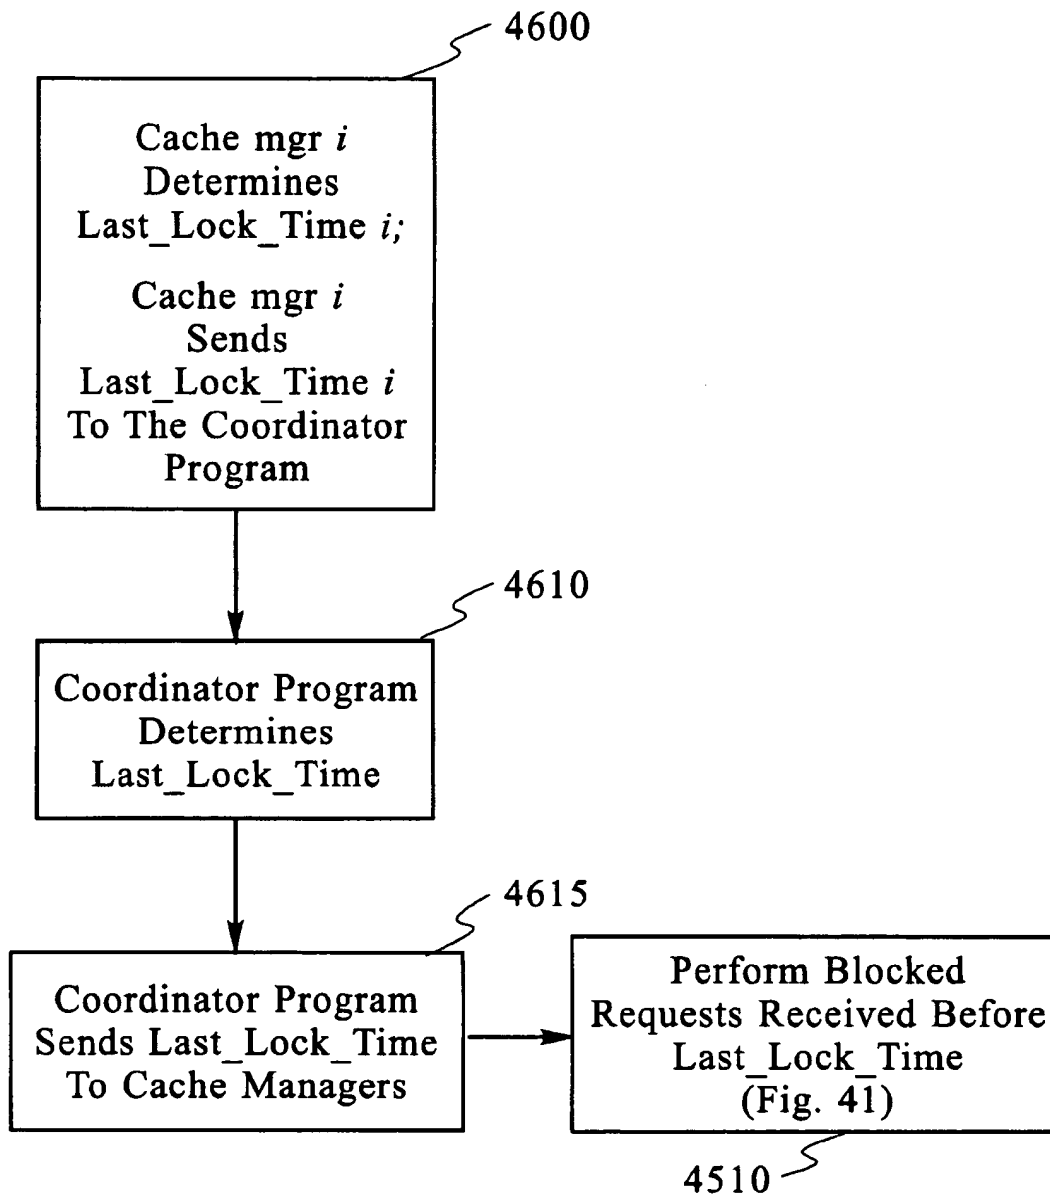 4600
Cache mgr i
Determines
Last_Lock_Time i;
Cache mgr i
Sends
Last_Lock_Time i
To The Coordinator
Program
4610
Coordinator Program
Determines
Last_Lock_Time
4615
Coordinator Program
Sends Last_Lock_Time
To Cache Managers
Perform Blocked
Requests Received Before
Last_Lock_Time
(Fig. 41)
4510